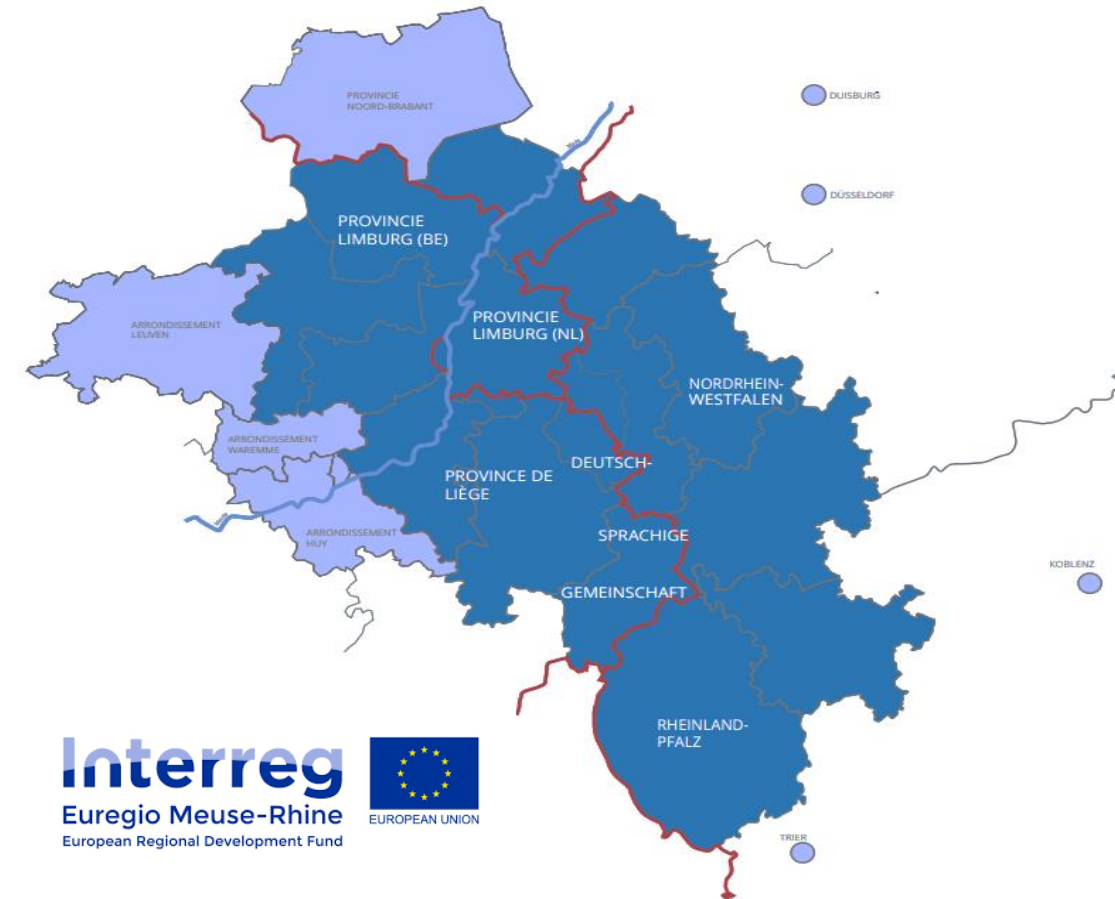 PROVINCIE
NOORD-BRABANT
DUISBURG
DÜSSELDORF
PROVINCIE
LIMBURG (BE)
ARRONDISSEMENT
LEUVEN
PROVINCIE
LIMBURG (NL)
NORDRHEIN-
WESTFALEN
ARRONDISSEMENT
WAREMME
PROVINCE DE
LIÈGE
DEUTSCH-
SPRACHIGE
GEMEINSCHAFT
ARRONDISSEMENT
HUY
KOBLENZ
RHEINLAND-
PFALZ
TRIER
Interreg
Euregio Meuse-Rhine
European Regional Development Fund
EUROPEAN UNION